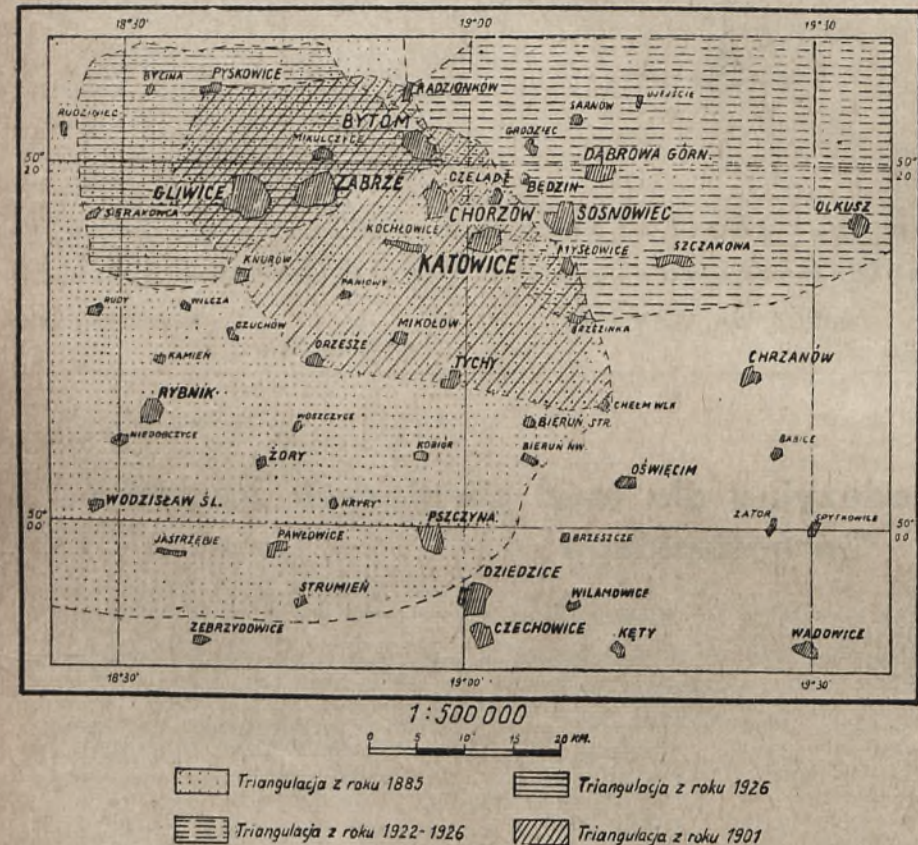 18°30' 19°00 19°30'
BYCINA PYSKOWICE RADZIONKÓW
RUDZINIEC SARNÓW
BYTOM GRODZIEC
MIKULCZYCE DĄBROWA GÓRN.
50° 20' 50° 20'
GLIWICE ZABRZE CZELADŹ BĘDZIN
SIERAKOWICA CHORZÓW SOSNOWIEC OLKUSZ
KOCHŁOWICE
KNURÓW KATOWICE MYSŁOWICE SZCZAKOWA
PANIOWY
RUDY WILCZA
CZUCHÓW MIKOŁÓW BRZEZINKA
KAMIEŃ ORZESZE TYCHY CHRZANÓW
RYBNIK
WOSZCZYCE CHEŁM WLK
NIEDOBCZYCE BIERUŃ STR.
ŻORY KOBIÓR BIERUŃ NW. BABICE
OŚWIĘCIM
WODZISŁAW ŚL. KRYRY
50° 00 PSZCZYNA ZATOR SPYTKOWICE 50° 00
JASTRZĘBIE PAWŁOWICE BRZESZCZE
DZIEDZICE
STRUMIEŃ WILAMOWICE
ZEBRZYDOWICE CZECHOWICE KĘTY WADOWICE
18°30' 19°00 19°30'
1:500 000
0 5 10 15 20 KM.
Triangulacja z roku 1885 Triangulacja z roku 1926
Triangulacja z roku 1922-1926 Triangulacja z roku 1901